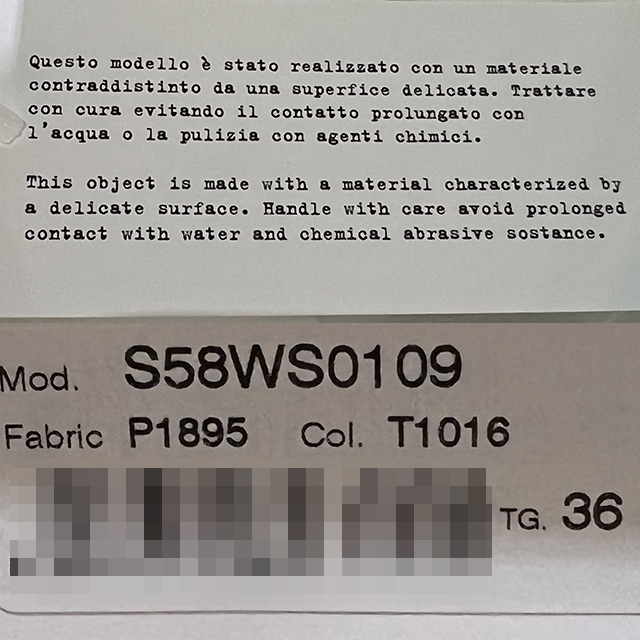 Questo modello è stato realizzato con un materiale
contraddistinto da una superfice delicata. Trattare
con cura evitando il contatto prolungato con
l'acqua o la pulizia con agenti chimici.
This object is made with a material characterized by
a delicate surface. Handle with care avoid prolonged
contact with water and chemical abrasive sostance.
Mod. S58WS0109
Fabric P1895 Col. T1016
TG. 36